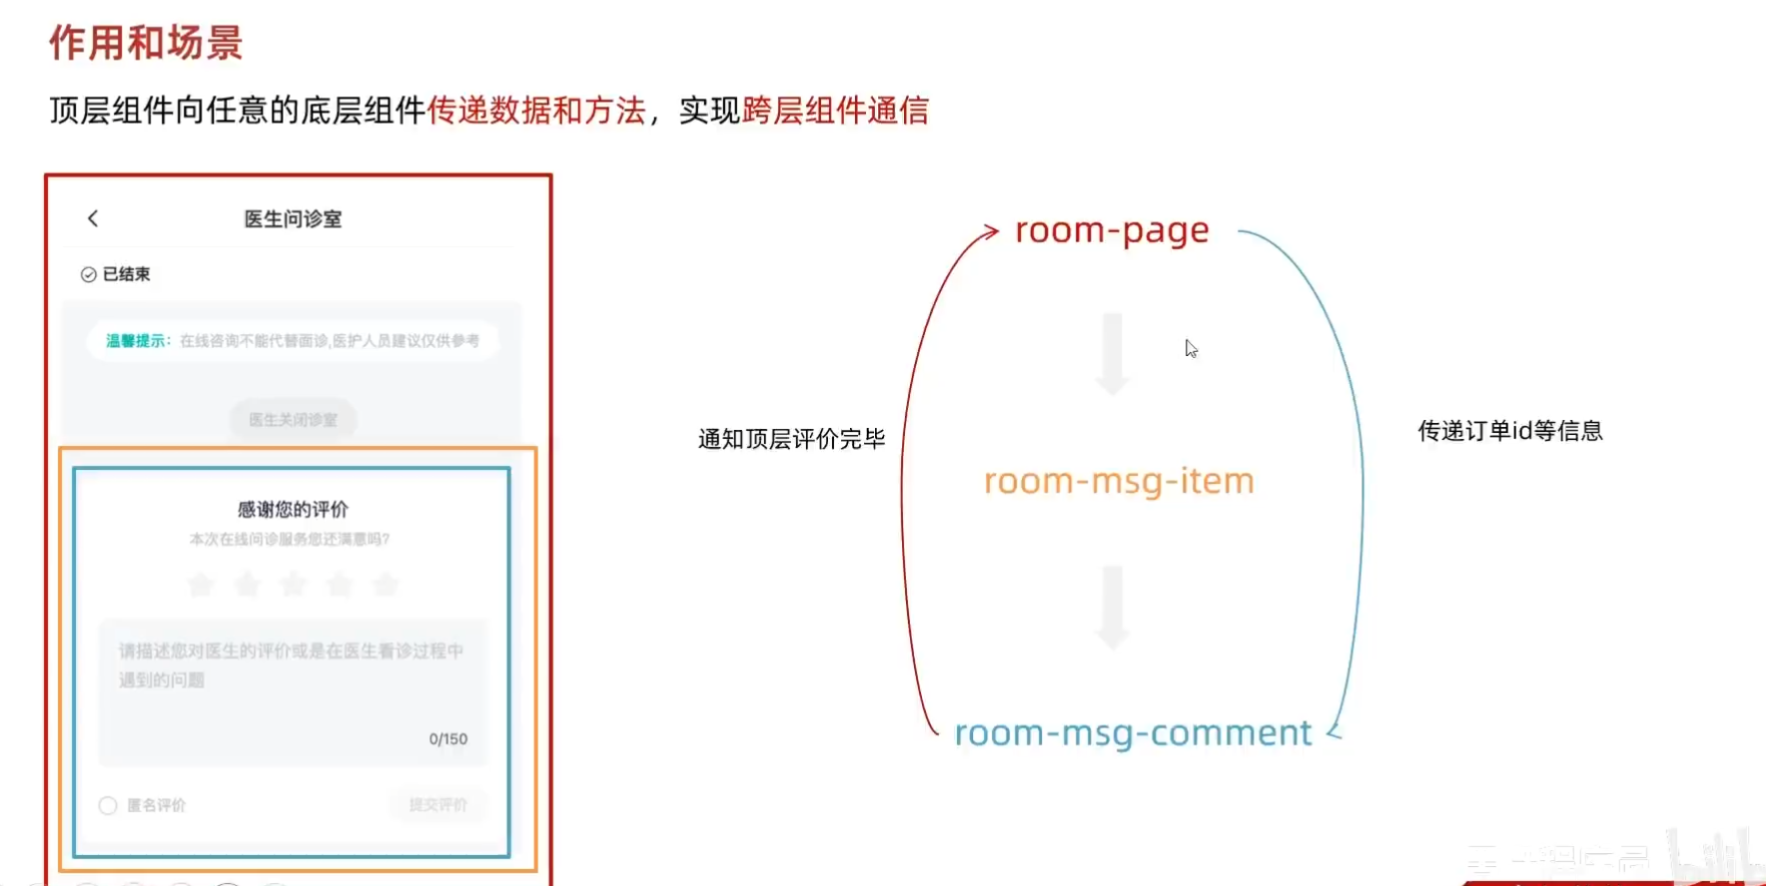 作用和场景
顶层组件向任意的底层组件传递数据和方法，实现跨层组件通信
医生问诊室
已结束
温馨提示：在线咨询不能代替面诊,医护人员建议仅供参考
医生关闭诊室
感谢您的评价
本次在线问诊服务您还满意吗?
请描述您对医生的评价或是在医生看诊过程中
遇到的问题
0/150
匿名评价
提交评价
room-page
通知顶层评价完毕
传递订单id等信息
room-msg-item
room-msg-comment